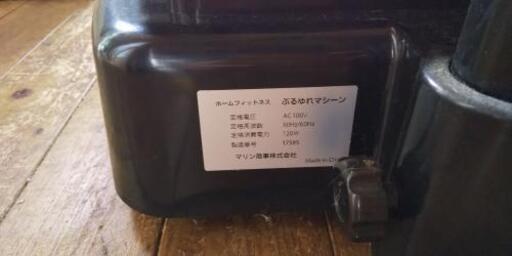 ホームフィットネス ぶるゆれマシーン
定格電圧 AC100V
定格周波数 50Hz/60Hz
定格消費電力 120W
製造番号 17585
マリン商事株式会社
Made in